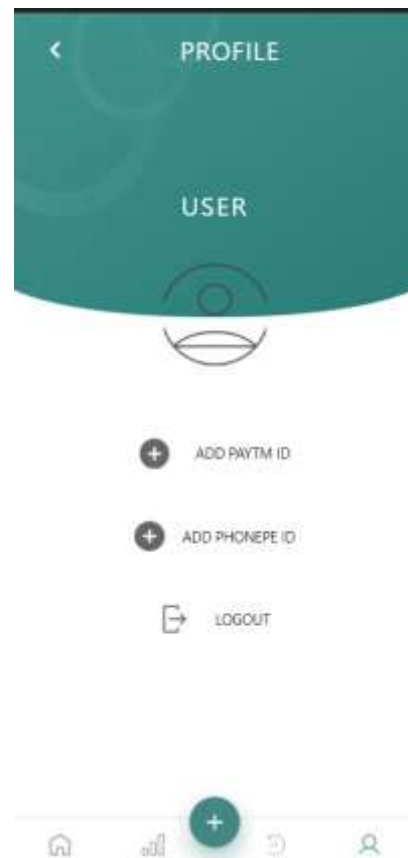 PROFILE
USER
ADD PAYTM ID
ADD PHONEPE ID
LOGOUT